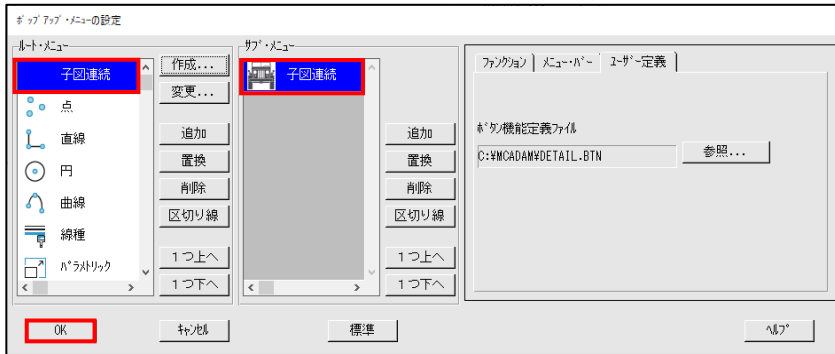 ﾎﾟｯﾌﾟｱｯﾌﾟ･ﾒﾆｭｰの設定
ﾙｰﾄ･ﾒﾆｭｰ
子図連続
点
直線
円
曲線
線種
ﾊﾟﾗﾒﾄﾘｯｸ
作成...
変更...
追加
置換
削除
区切り線
1つ上へ
1つ下へ
ｻﾌﾞ･ﾒﾆｭｰ
子図連続
追加
置換
削除
区切り線
1つ上へ
1つ下へ
ﾌｧﾝｸｼｮﾝ ﾒﾆｭｰ･ﾊﾞｰ ﾕｰｻﾞｰ定義
ﾎﾞﾀﾝ機能定義ﾌｧｲﾙ
C:¥MCADAM¥DETAIL.BTN 参照...
OK ｷｬﾝｾﾙ 標準 ﾍﾙﾌﾟ